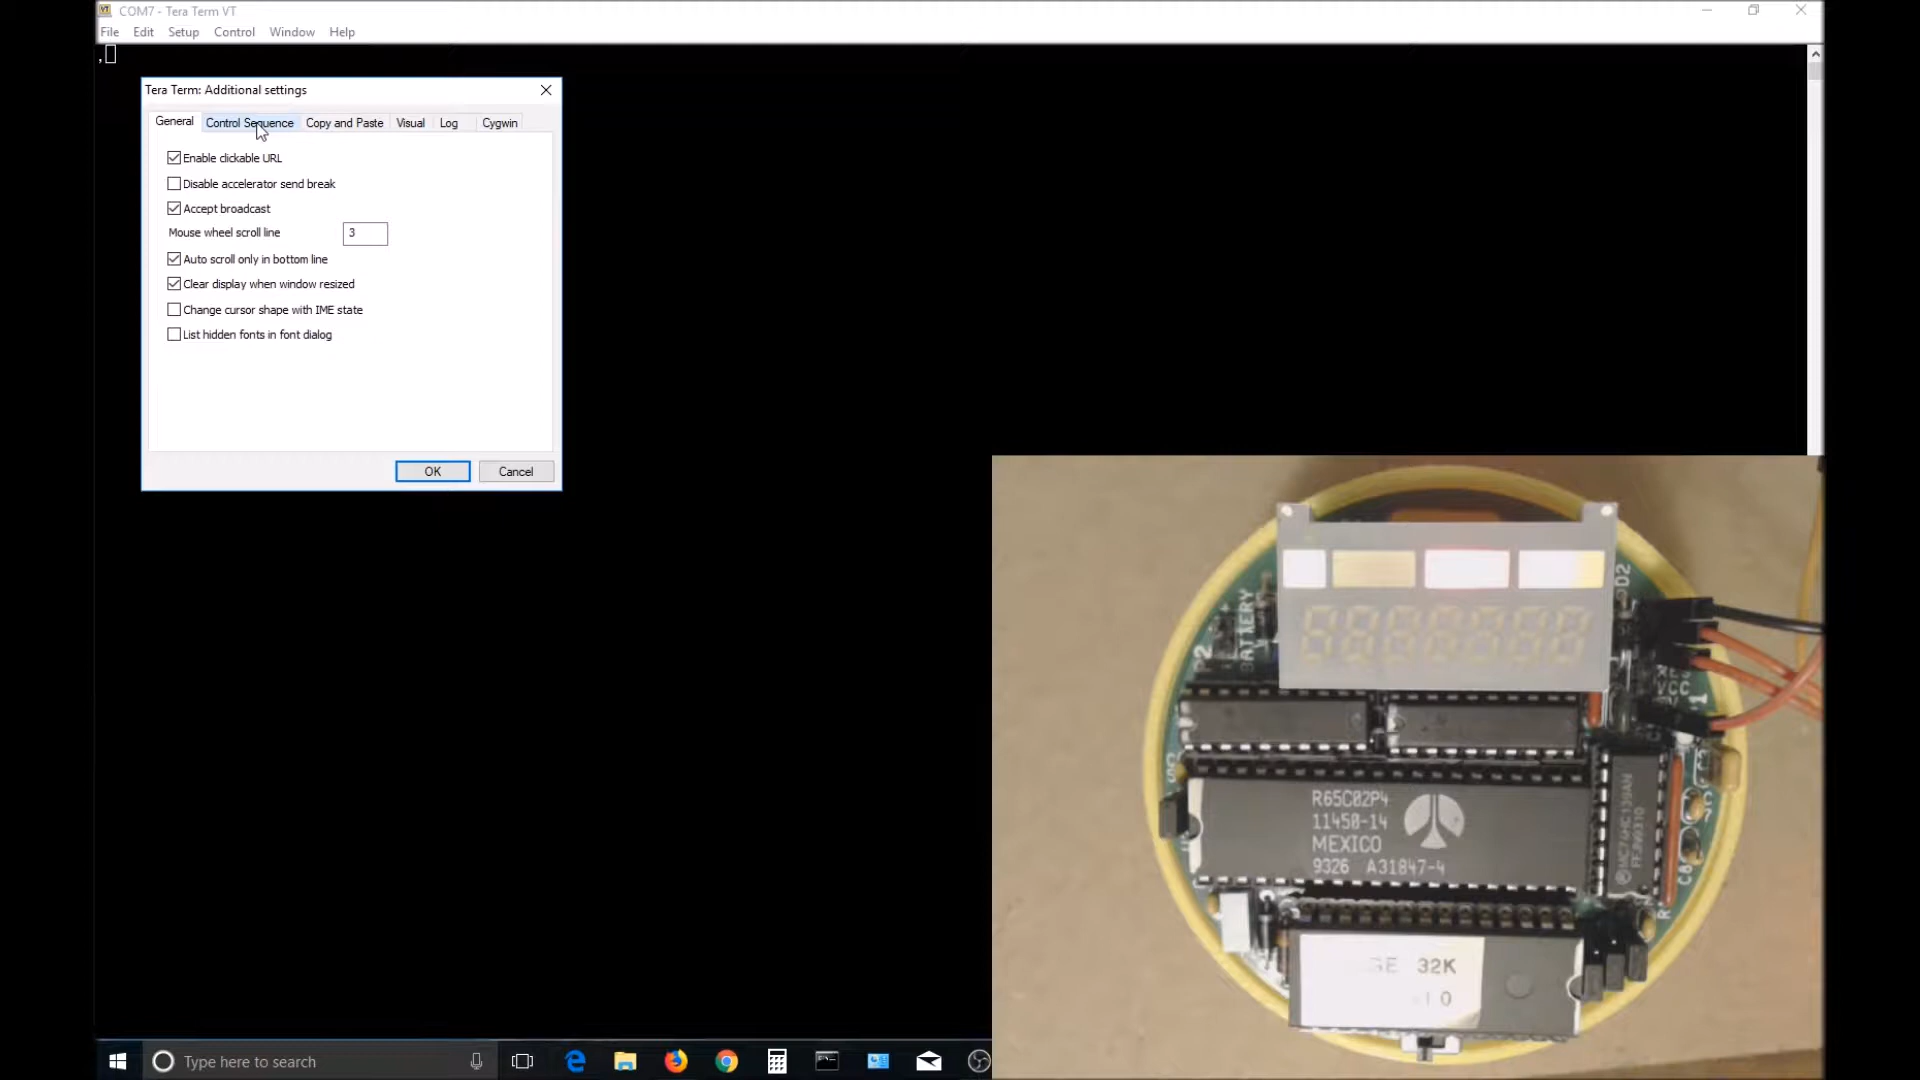 COM7 - Tera Term VT
File Edit Setup Control Window Help
,
Tera Term: Additional settings
General Control Sequence Copy and Paste Visual Log Cygwin
Enable clickable URL
Disable accelerator send break
Accept broadcast
Mouse wheel scroll line 3
Auto scroll only in bottom line
Clear display when window resized
Change cursor shape with IME state
List hidden fonts in font dialog
OK Cancel
BATTERY
VCC
R65C02P4
11450-14
MEXICO
9326 A31847-4
MC74HC139AN
GE 32K
1 0
Type here to search